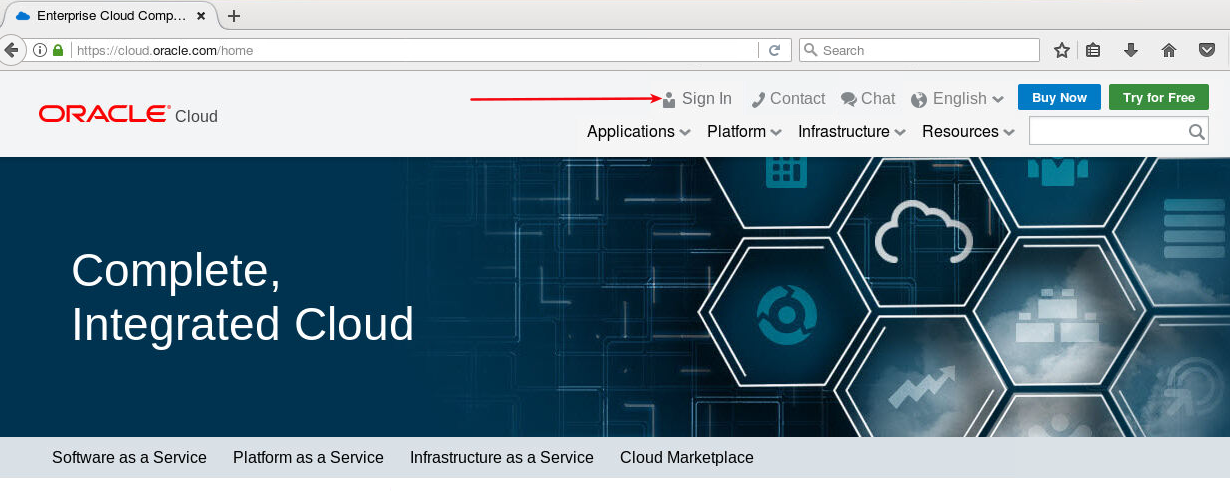 Enterprise Cloud Comp...
https://cloud.oracle.com/home
Search
ORACLE Cloud
Sign In Contact Chat English Buy Now Try for Free
Applications Platform Infrastructure Resources
Complete,
Integrated Cloud
Software as a Service Platform as a Service Infrastructure as a Service Cloud Marketplace